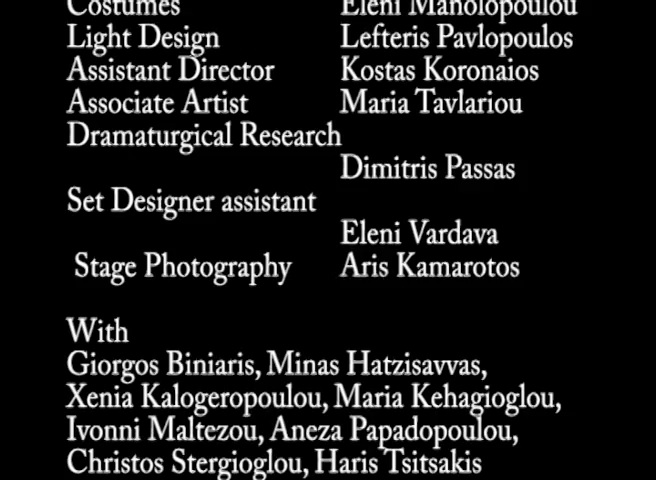 Costumes Eleni Manolopoulou
Light Design Lefteris Pavlopoulos
Assistant Director Kostas Koronaios
Associate Artist Maria Tavlariou
Dramaturgical Research
Dimitris Passas
Set Designer assistant
Eleni Vardava
Stage Photography Aris Kamarotos
With
Giorgos Biniaris, Minas Hatzisavvas,
Xenia Kalogeropoulou, Maria Kehagioglou,
Ivonni Maltezou, Aneza Papadopoulou,
Christos Stergioglou, Haris Tsitsakis